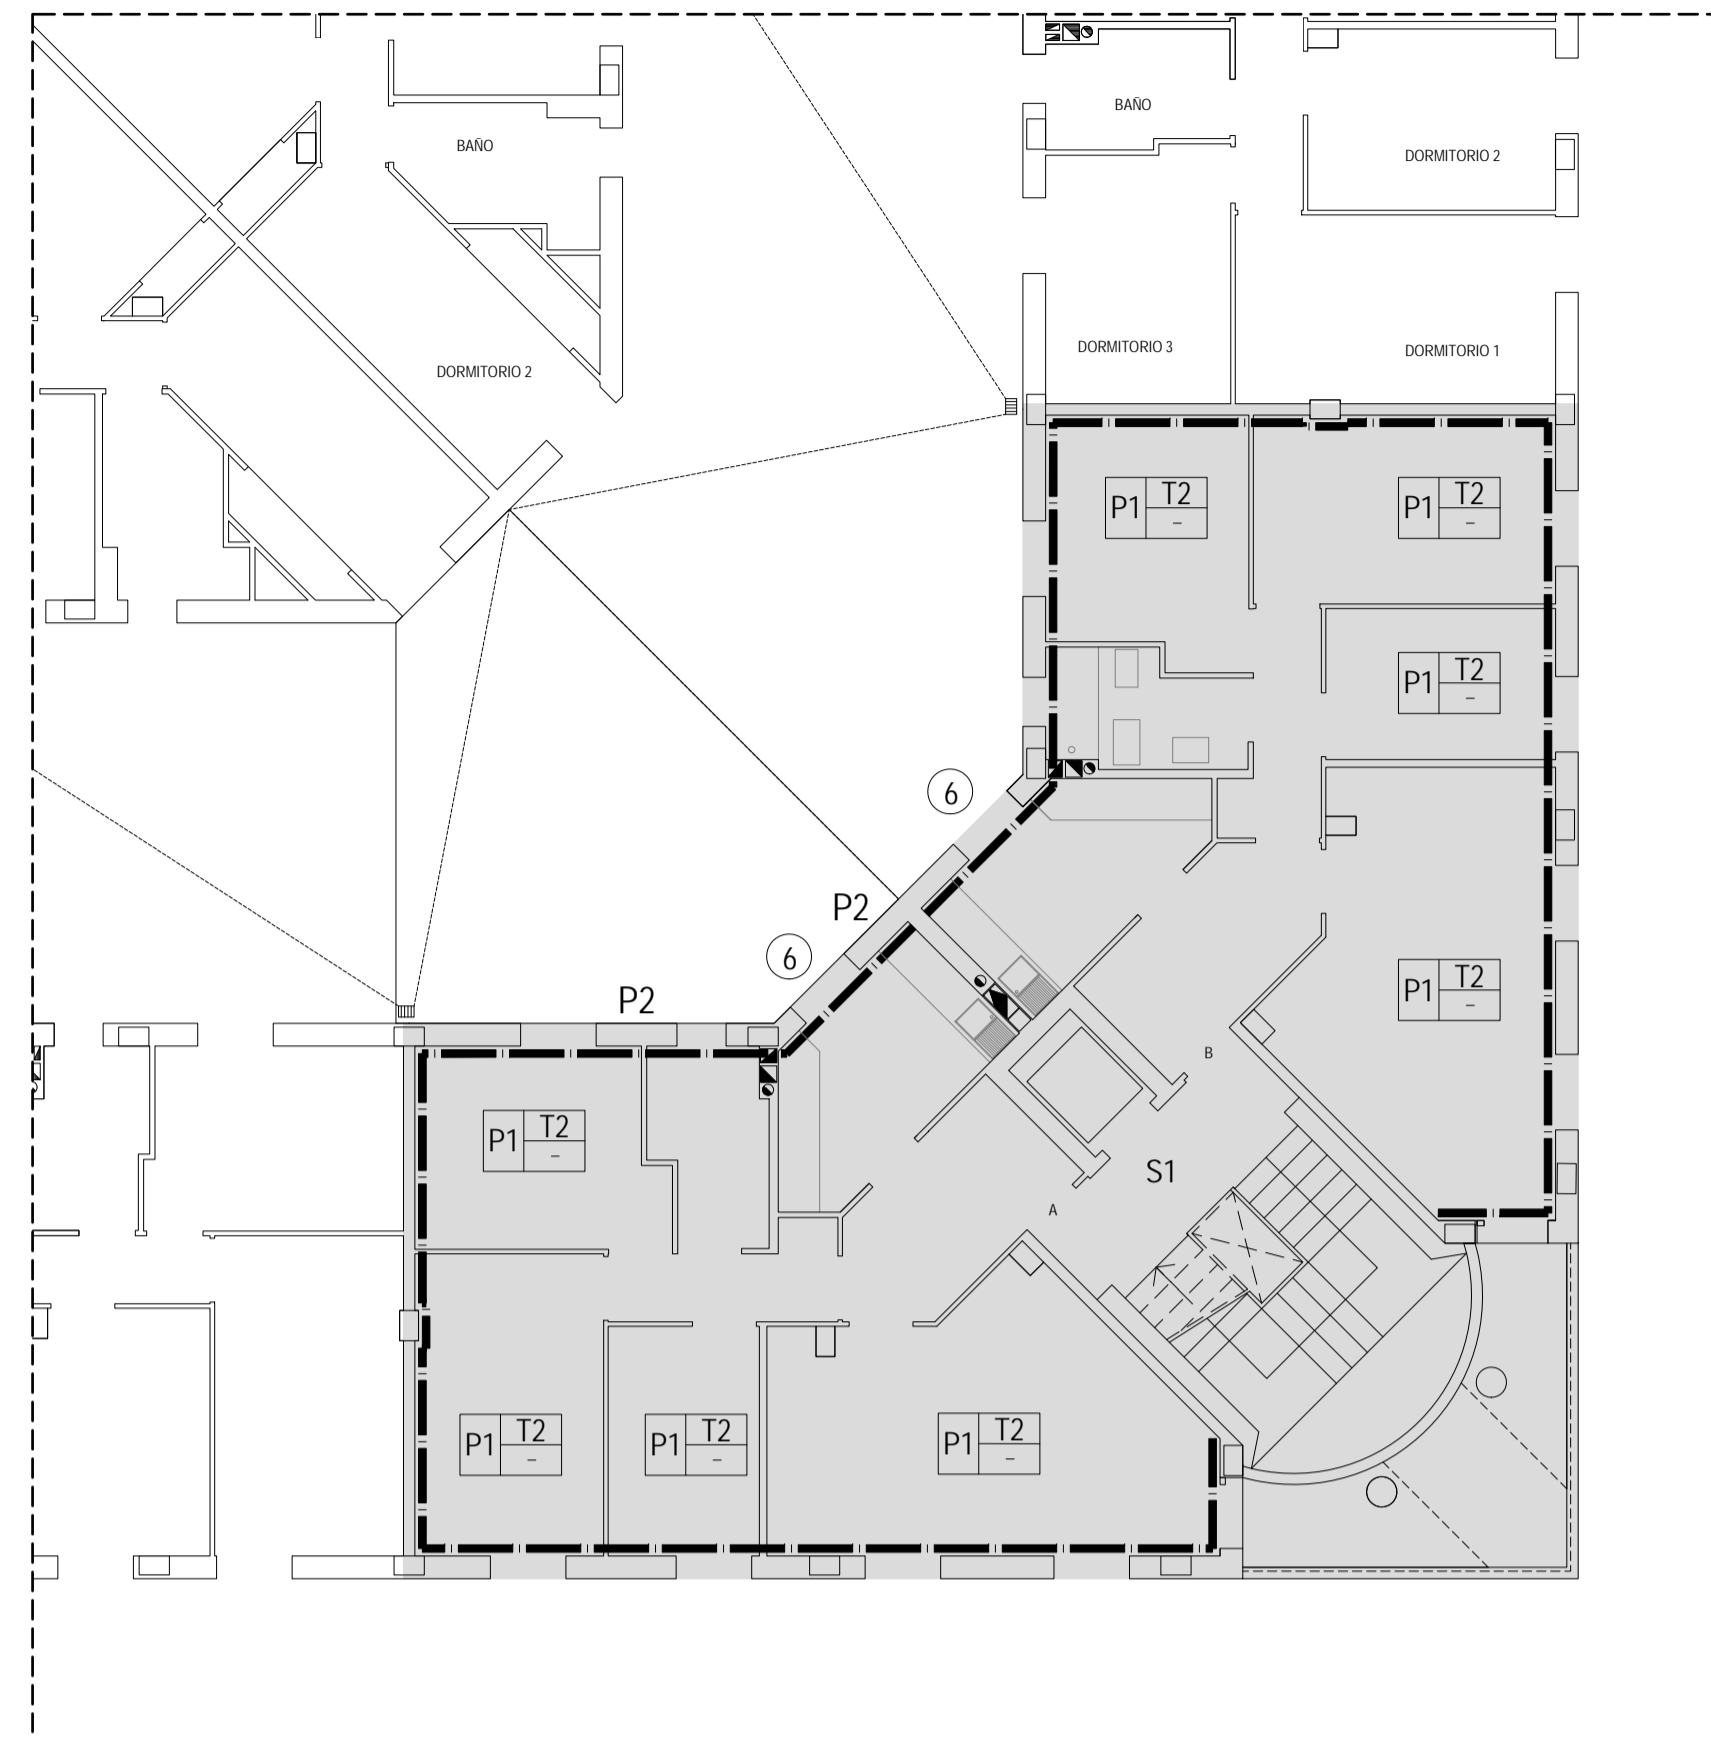 BAÑO
BAÑO
DORMITORIO 2
DORMITORIO 3
DORMITORIO 1
DORMITORIO 2
P1 T2
–
P1 T2
–
P1 T2
–
6
P2
6
P2
P1 T2
–
B
P1 T2
–
S1
A
P1 T2
–
P1 T2
–
P1 T2
–